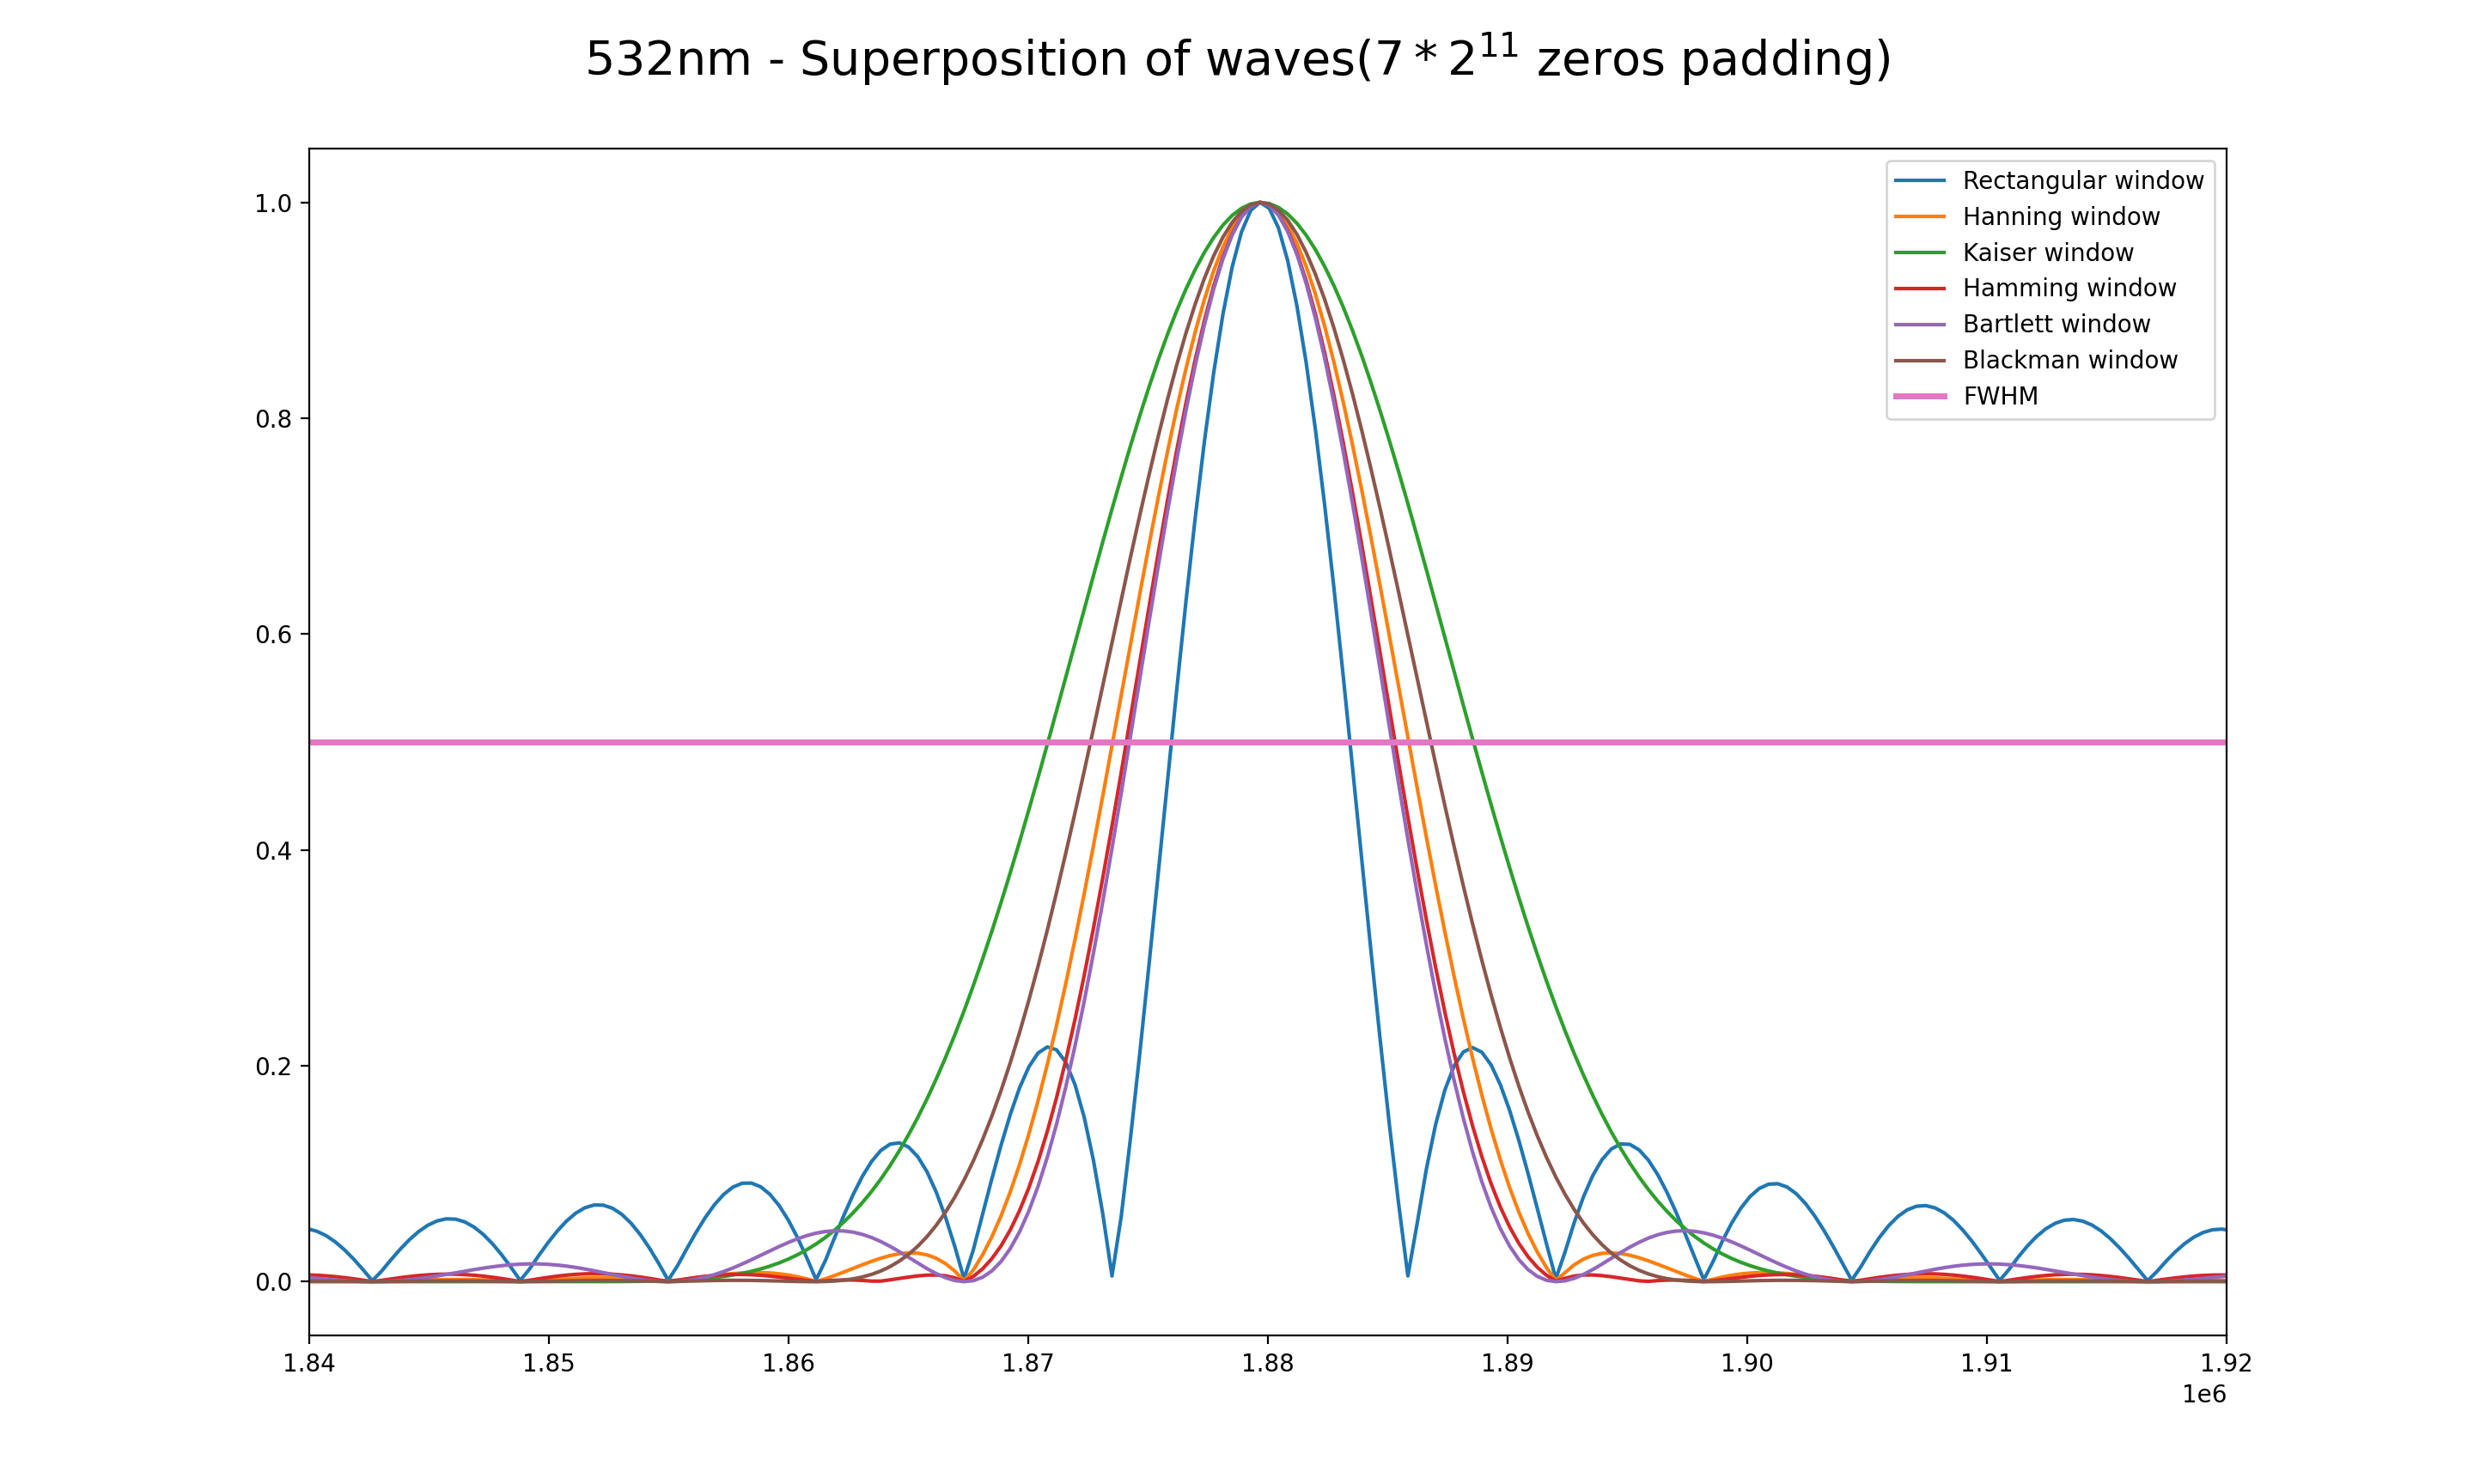 532nm - Superposition of waves(7 * 2¹¹ zeros padding)
Rectangular window
Hanning window
Kaiser window
Hamming window
Bartlett window
Blackman window
FWHM
1.0
0.8
0.6
0.4
0.2
0.0
1.84 1.85 1.86 1.87 1.88 1.89 1.90 1.91 1.92
1e6